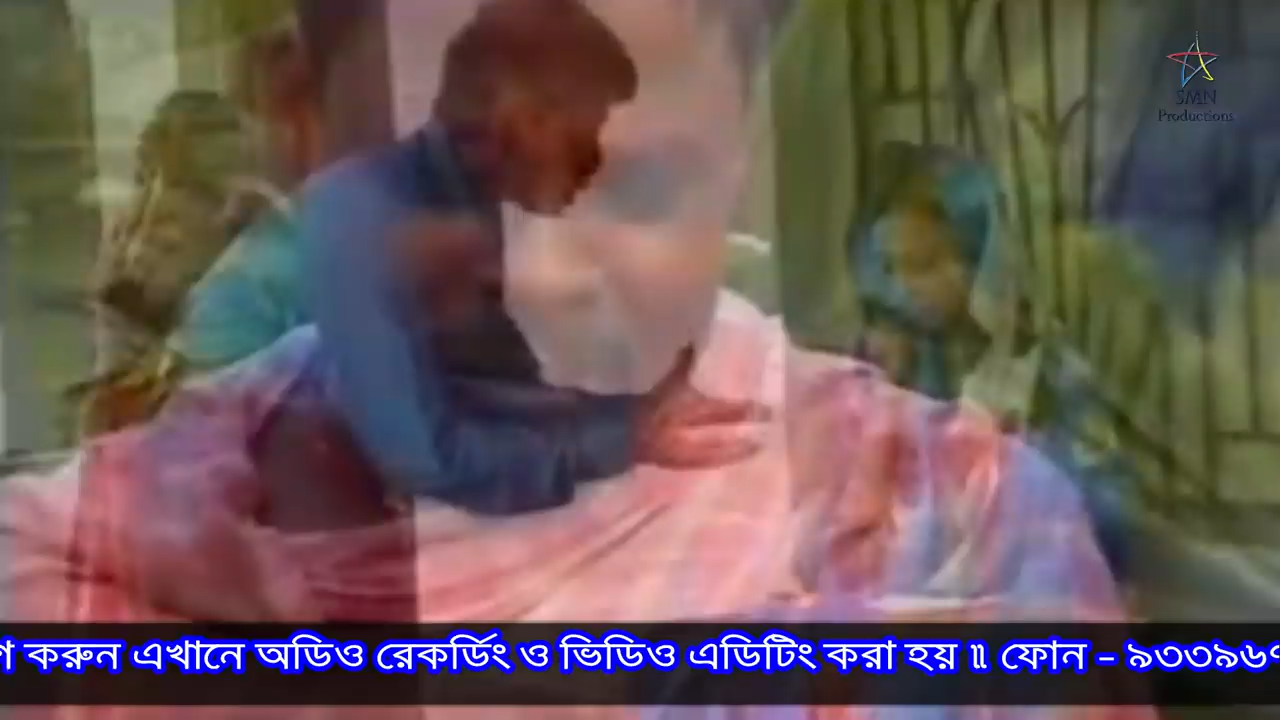 SMN
Productions
করুন এখানে অডিও রেকর্ডিং ও ভিডিও এডিটিং করা হয় ॥ ফোন - ৯৩৩৯৬